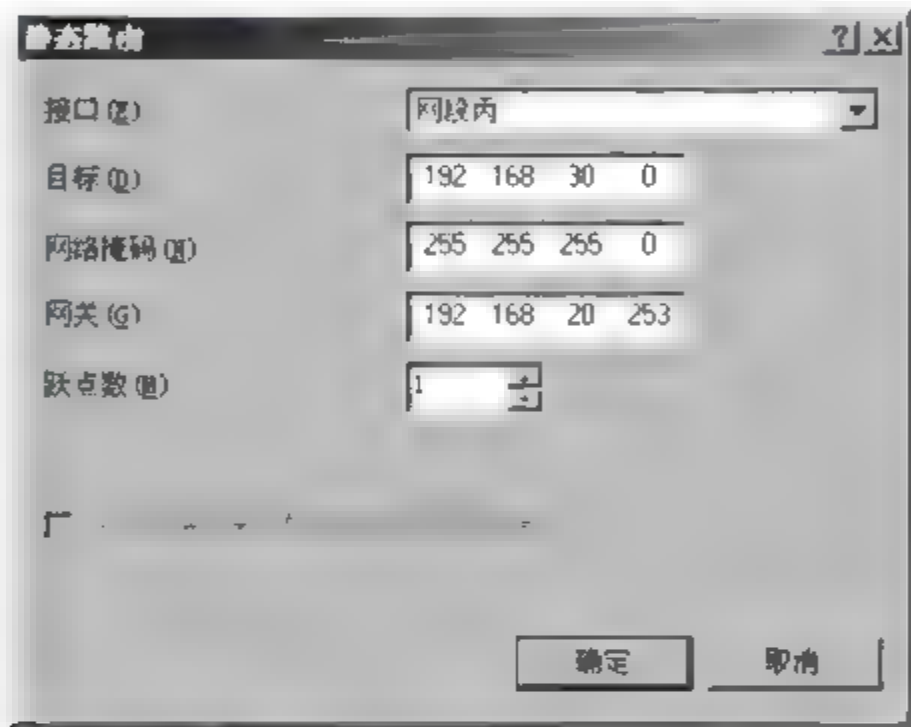 静态路由
接口(I)
网段内
目标(D)
192 168 30 0
网络掩码(N)
255 255 255 0
网关(G)
192 168 20 253
跃点数(M)
1
确定
取消